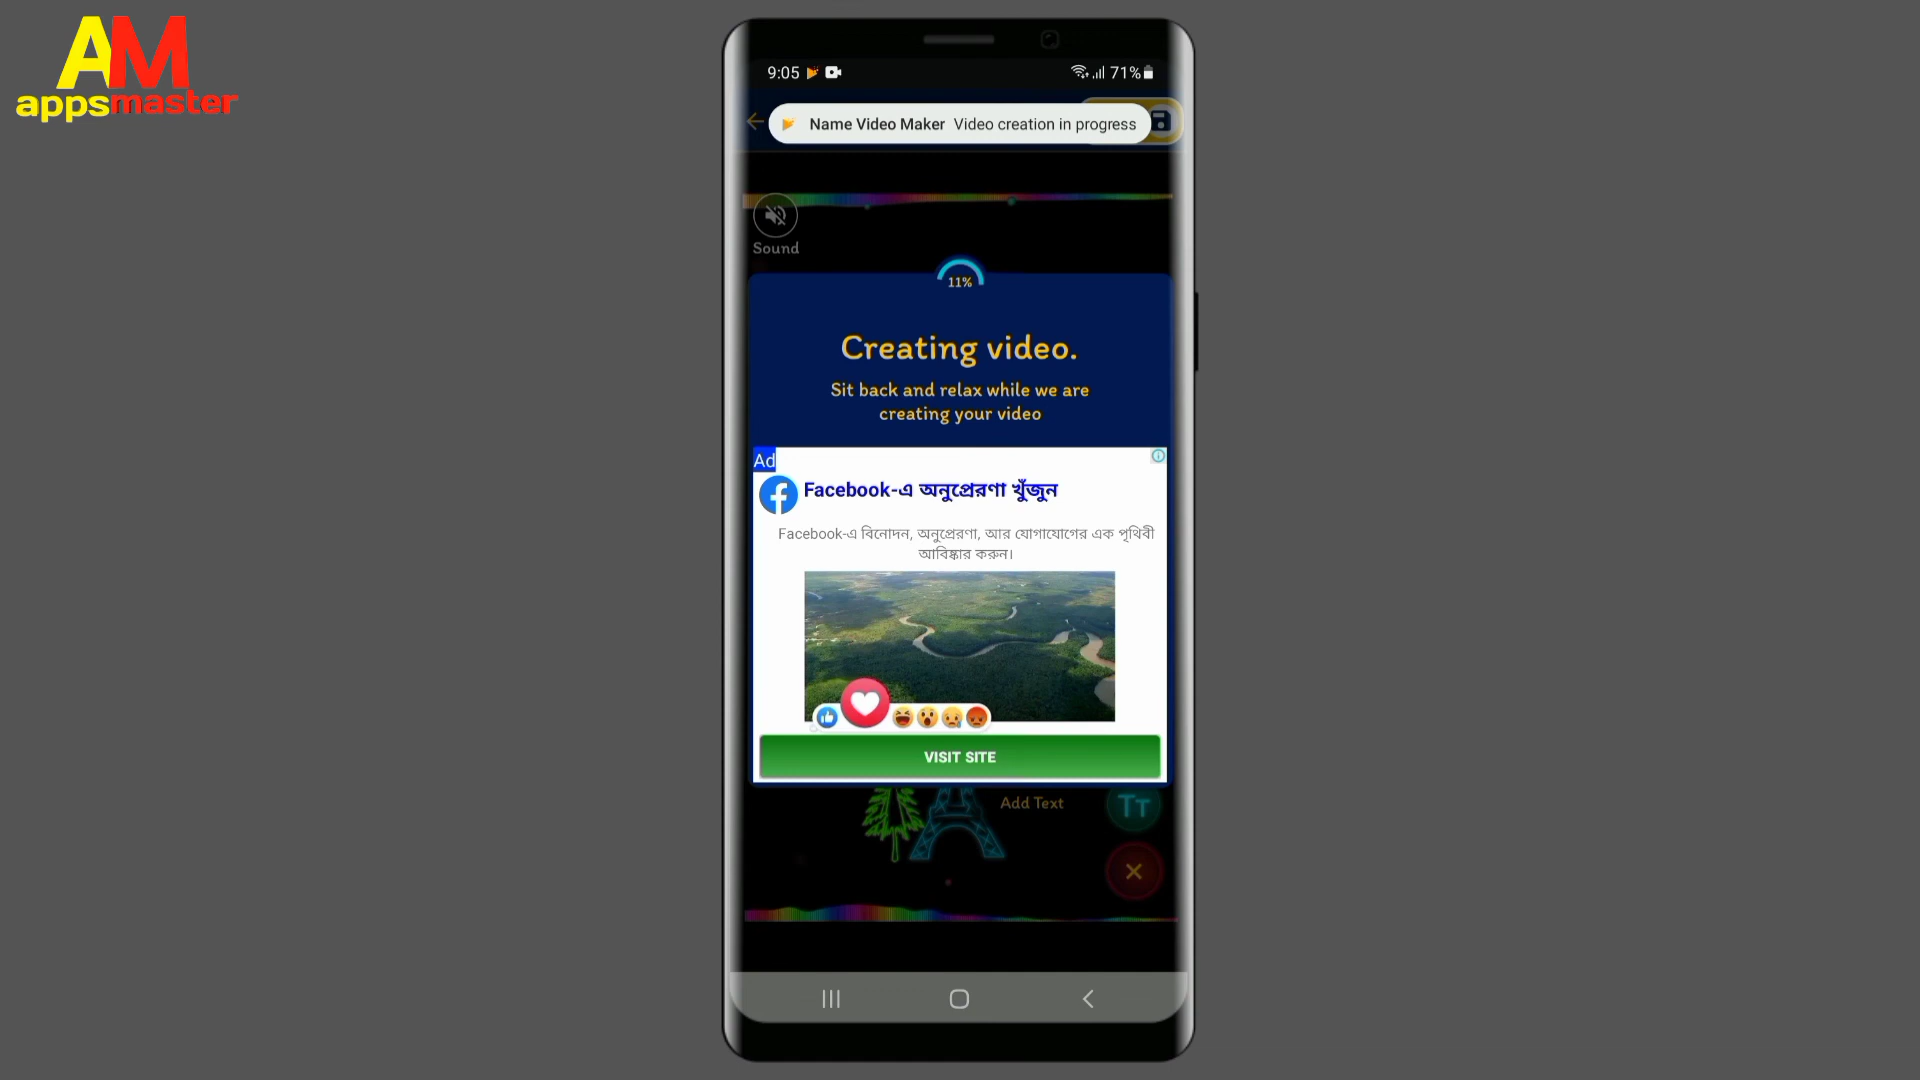 AM
appsmaster
9:05
71%
Name Video Maker Video creation in progress
Sound
11%
Creating video.
Sit back and relax while we are
creating your video
Ad
Facebook-এ অনুপ্রেরণা খুঁজুন
Facebook-এ বিনোদন, অনুপ্রেরণা, আর যোগাযোগের এক পৃথিবী
আবিষ্কার করুন।
VISIT SITE
Add Text
TT